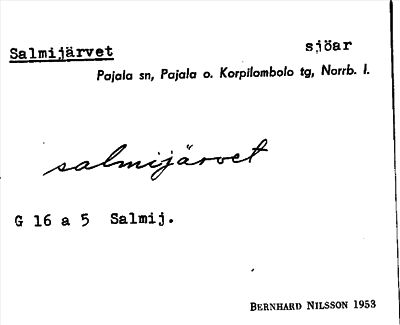 Salmijärvet sjöar
Pajala sn, Pajala o. Korpilombolo tg, Norrb. l.
salmijärvet
G 16 a 5 Salmij.
BERNHARD NILSSON 1953